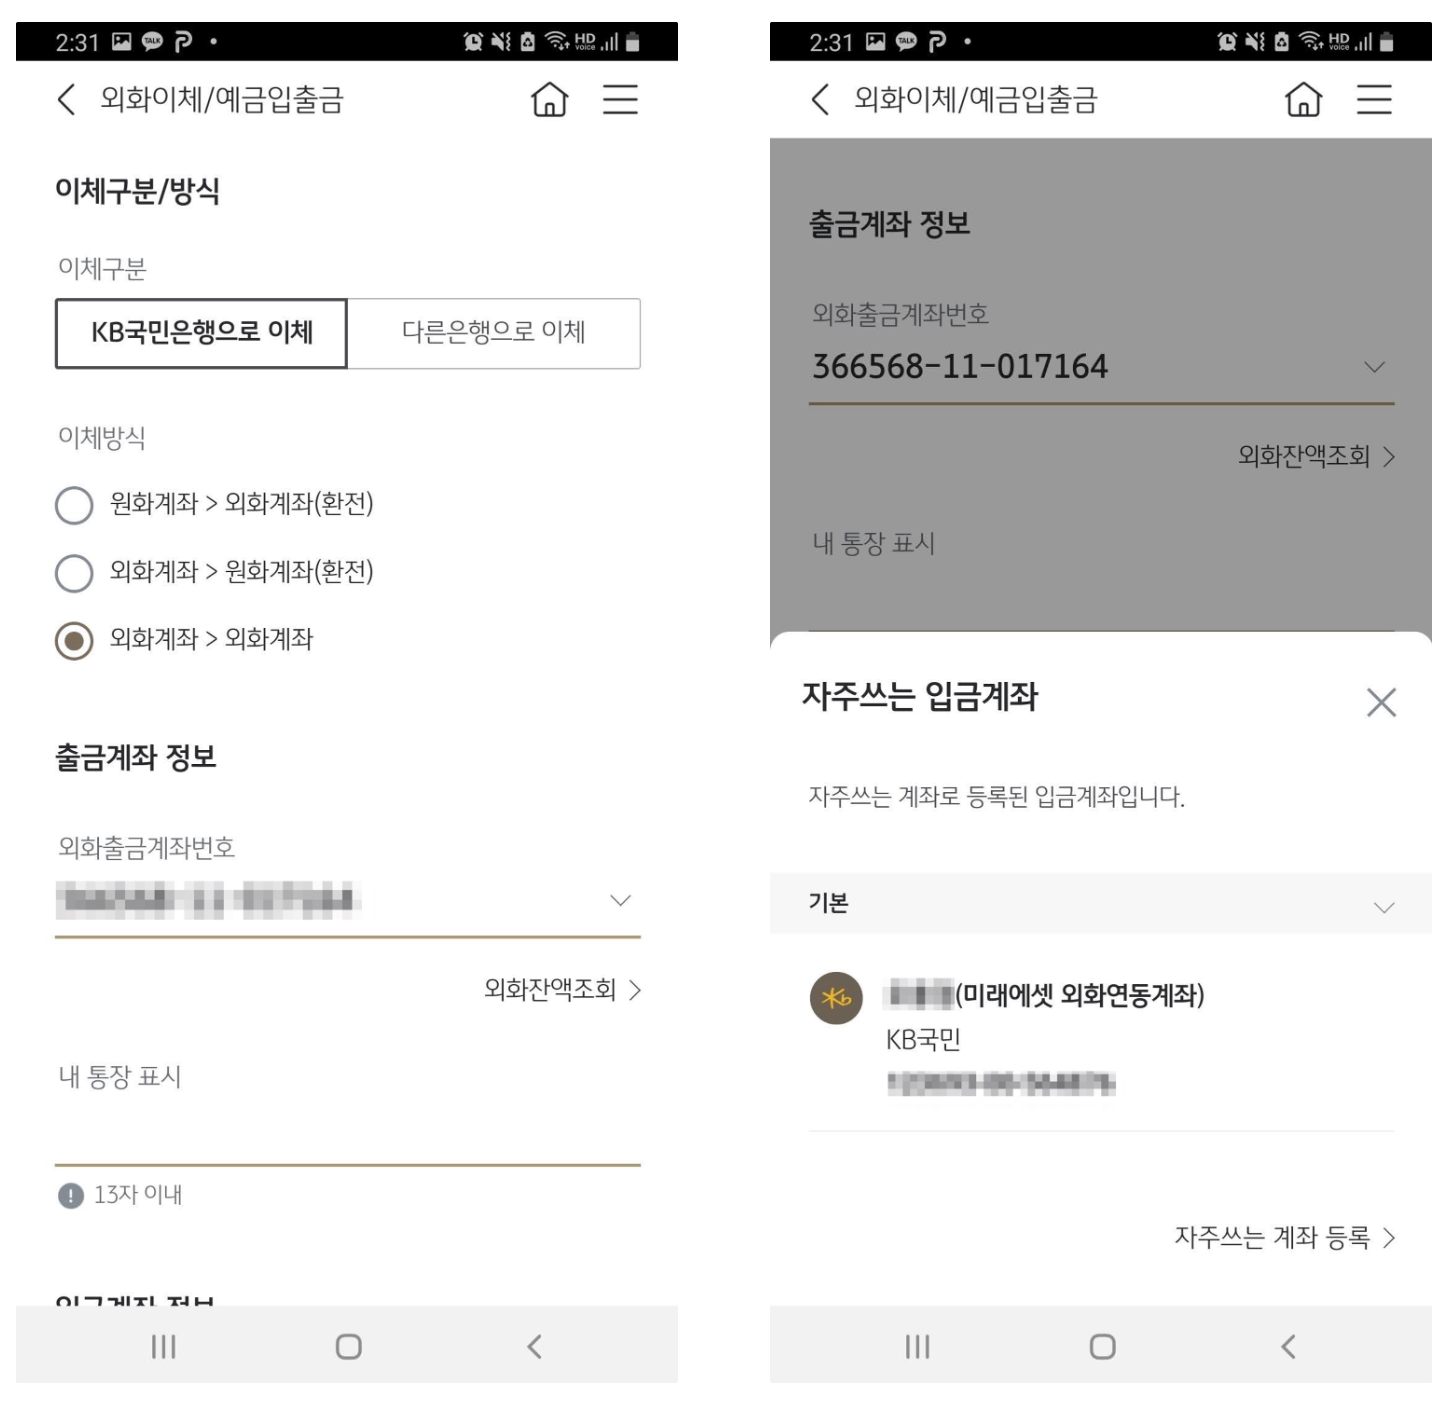 2:31
외화이체/예금입출금
이체구분/방식
이체구분
KB국민은행으로 이체
다른은행으로 이체
이체방식
원화계좌 > 외화계좌(환전)
외화계좌 > 원화계좌(환전)
외화계좌 > 외화계좌
출금계좌 정보
외화출금계좌번호
외화잔액조회 >
내 통장 표시
13자 이내
입금계좌 정보
2:31
외화이체/예금입출금
출금계좌 정보
외화출금계좌번호
366568-11-017164
외화잔액조회 >
내 통장 표시
자주쓰는 입금계좌
자주쓰는 계좌로 등록된 입금계좌입니다.
기본
(미래에셋 외화연동계좌)
KB국민
자주쓰는 계좌 등록 >